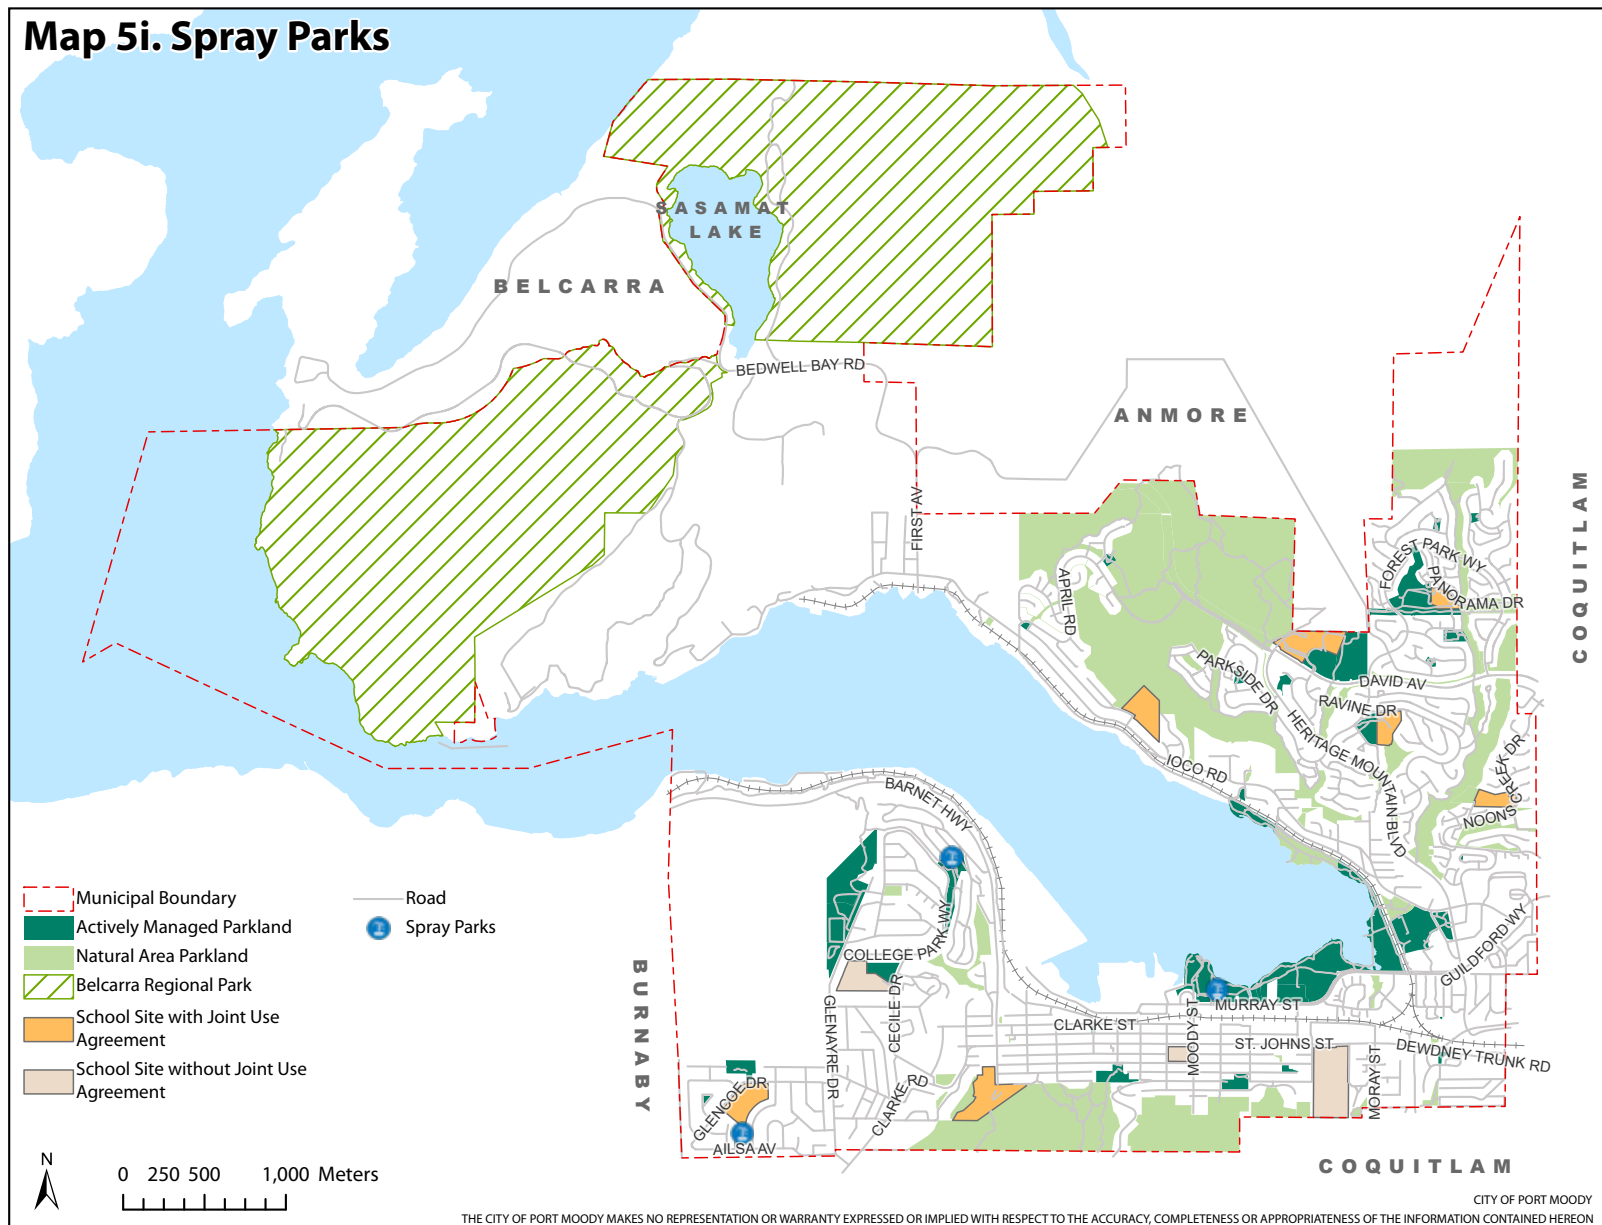 Map 5i. Spray Parks
SASAMAT
LAKE
BELCARRA
BEDWELL BAY RD
ANMORE
COQUITLAM
FIRST AV
APRIL RD
FOREST PARK WY
PANORAMA DR
DAVID AV
PARKSIDE DR
RAVINE DR
HERITAGE MOUNTAIN BLVD
IOCO RD
NOONS CREEK DR
BARNET HWY
COLLEGE PARK WY
GUILDFORD WY
BURNABY
GLENAYRE DR
CECILE DR
MURRAY ST
CLARKE ST
MOODY ST
ST. JOHNS ST
DEWDNEY TRUNK RD
MORAY ST
CLARKE RD
GLENCOE DR
AILSA AV
COQUITLAM
Municipal Boundary
Road
Actively Managed Parkland
Spray Parks
Natural Area Parkland
Belcarra Regional Park
School Site with Joint Use
Agreement
School Site without Joint Use
Agreement
N
0 250 500 1,000 Meters
CITY OF PORT MOODY
THE CITY OF PORT MOODY MAKES NO REPRESENTATION OR WARRANTY EXPRESSED OR IMPLIED WITH RESPECT TO THE ACCURACY, COMPLETENESS OR APPROPRIATENESS OF THE INFORMATION CONTAINED HEREON